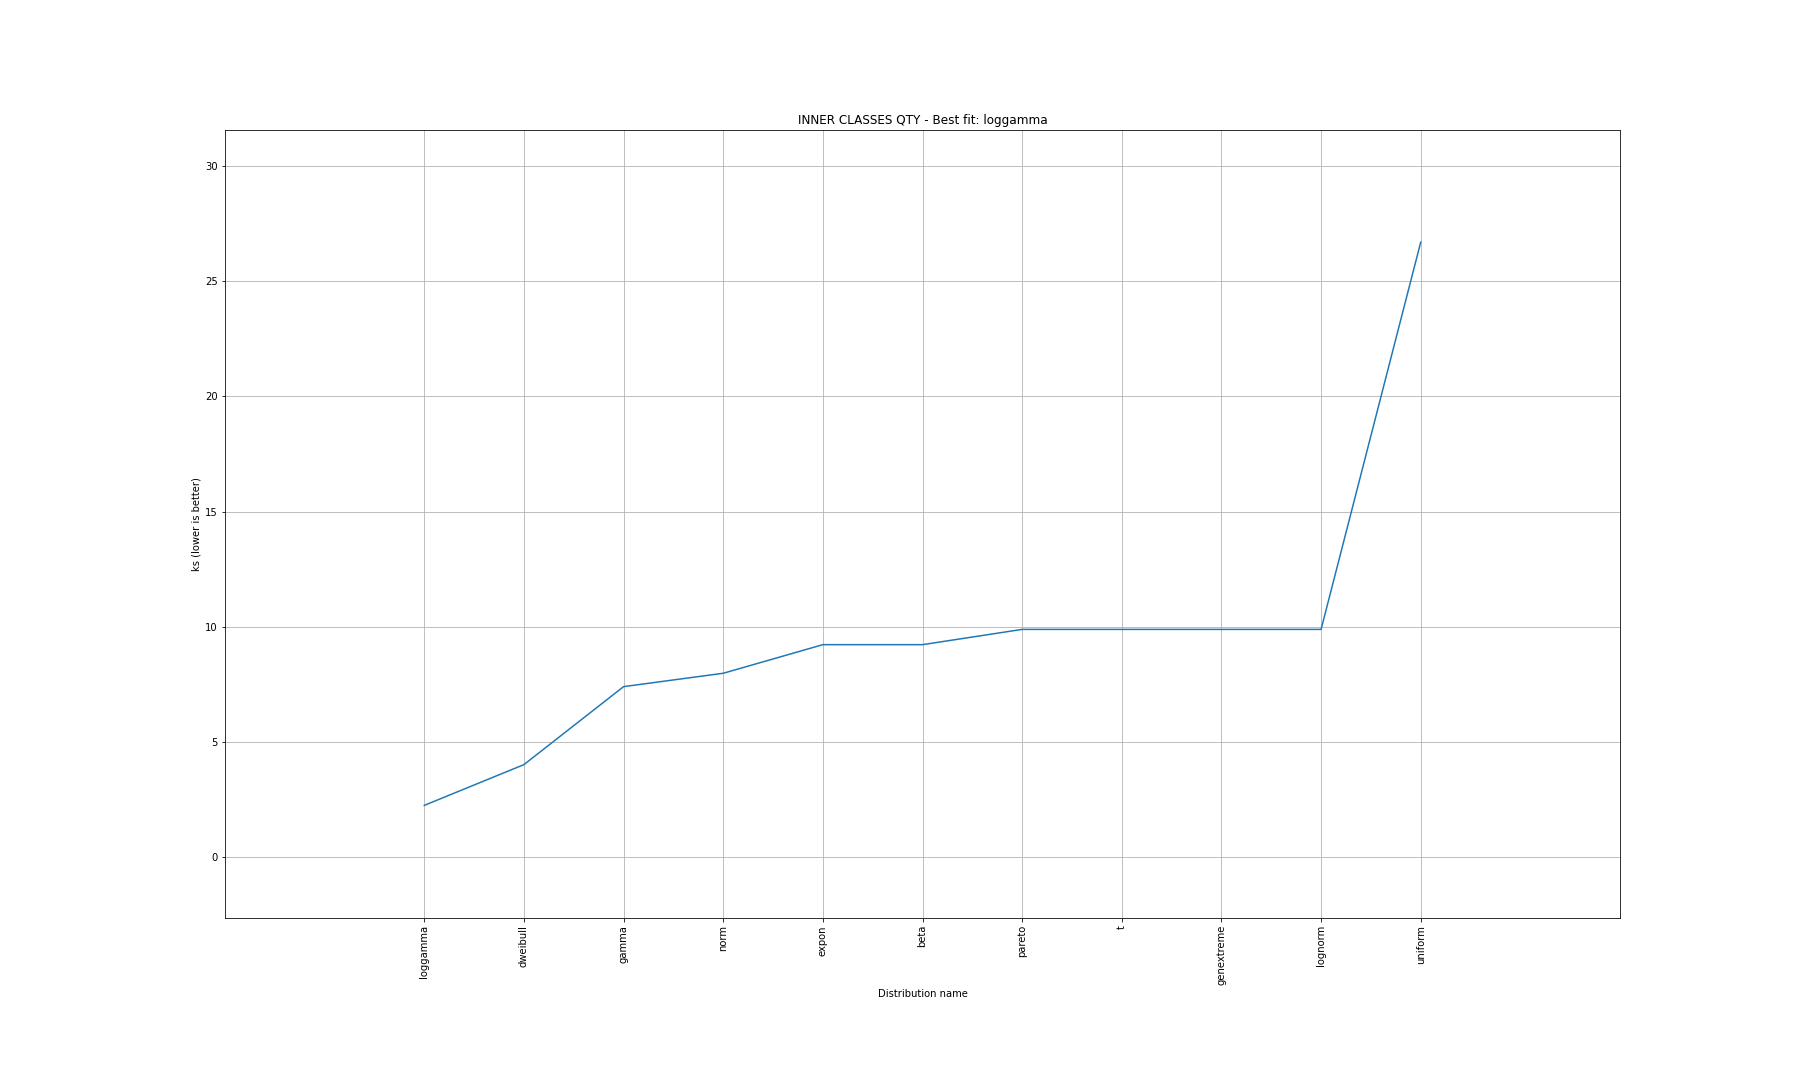 INNER CLASSES QTY - Best fit: loggamma
ks (lower is better)
30
25
20
15
10
5
0
loggamma
dweibull
gamma
norm
expon
beta
pareto
t
genextreme
lognorm
uniform
Distribution name